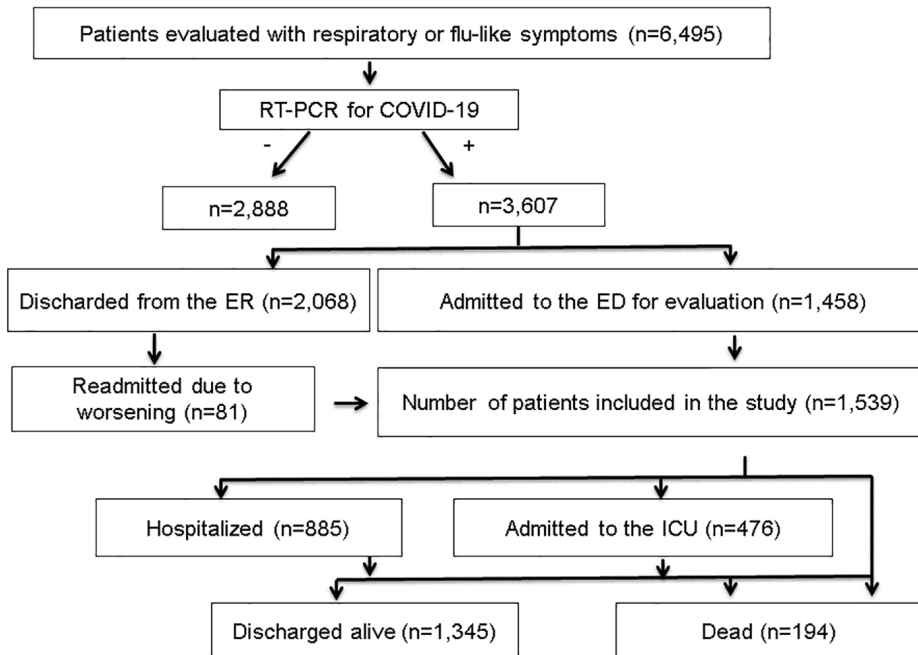 Patients evaluated with respiratory or flu-like symptoms (n=6,495)
RT-PCR for COVID-19
- +
n=2,888
n=3,607
Discharded from the ER (n=2,068)
Admitted to the ED for evaluation (n=1,458)
Readmitted due to
worsening (n=81)
Number of patients included in the study (n=1,539)
Hospitalized (n=885)
Admitted to the ICU (n=476)
Discharged alive (n=1,345)
Dead (n=194)